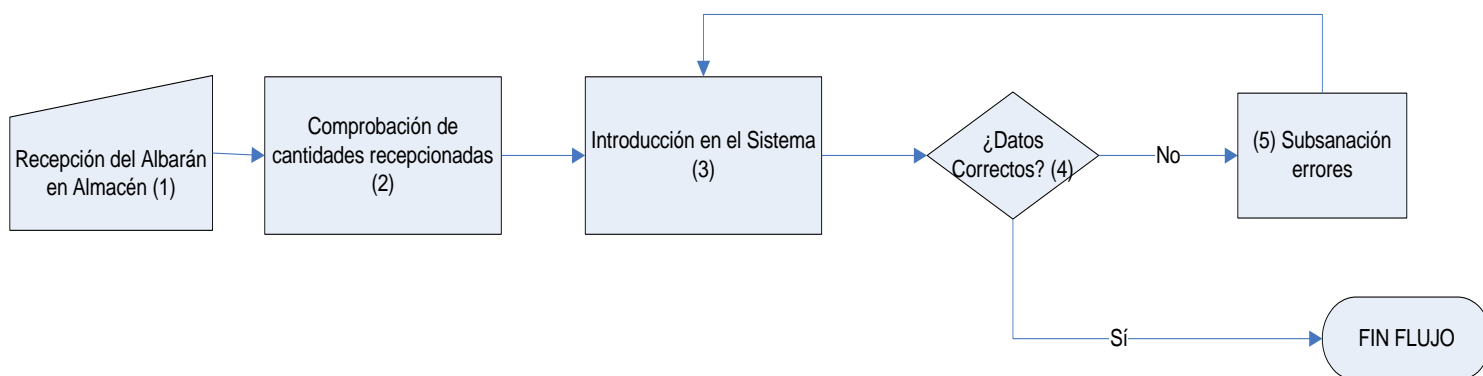 Recepción del Albarán
en Almacén (1)
Comprobación de
cantidades recepcionadas
(2)
Introducción en el Sistema
(3)
¿Datos
Correctos? (4)
No
(5) Subsanación
errores
Sí
FIN FLUJO